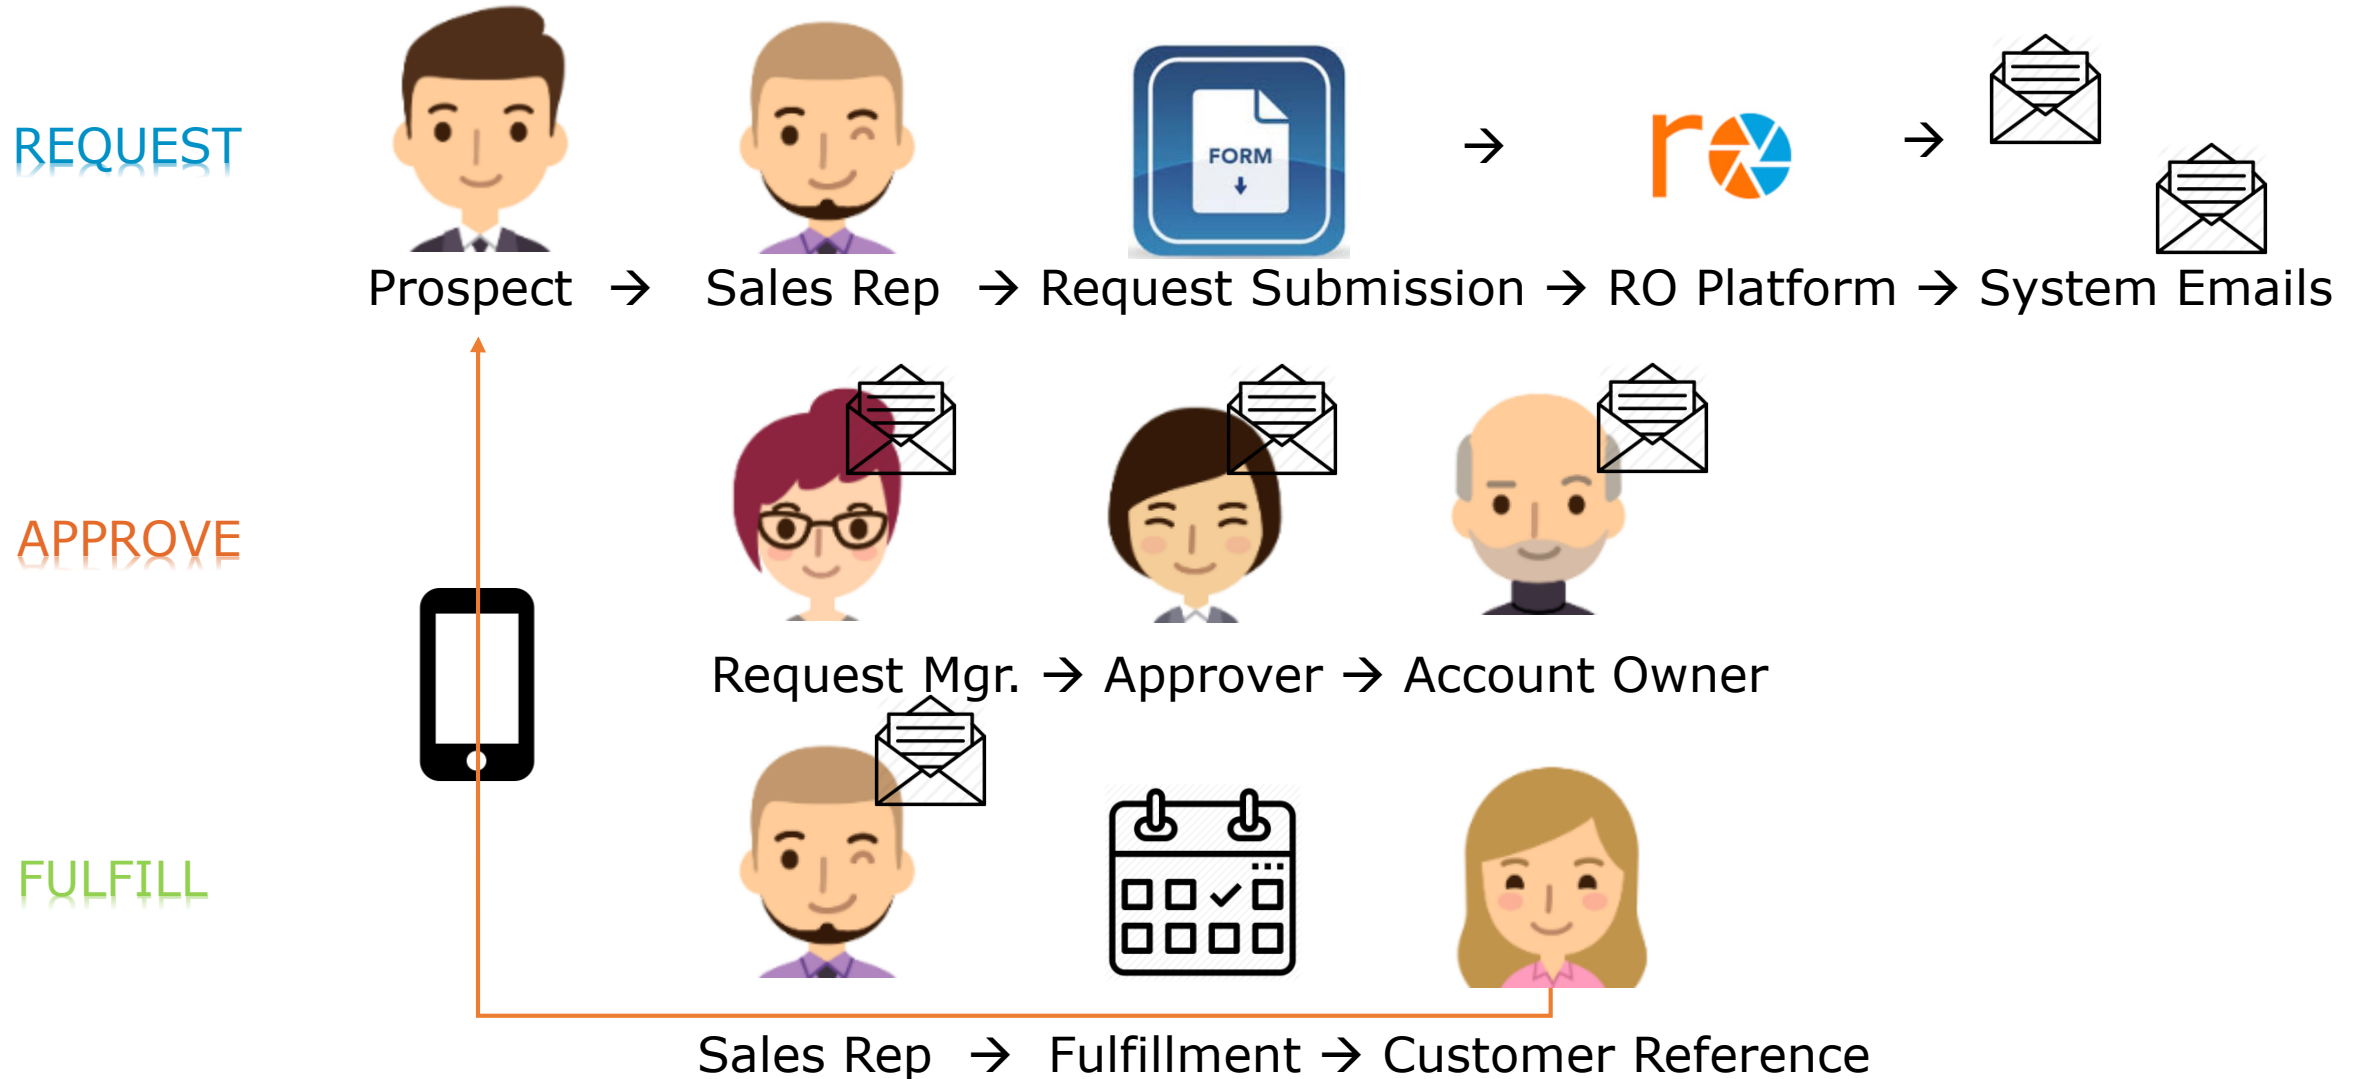 REQUEST
FORM
→
ro
→
Prospect → Sales Rep → Request Submission → RO Platform → System Emails
APPROVE
Request Mgr. → Approver → Account Owner
FULFILL
Sales Rep → Fulfillment → Customer Reference